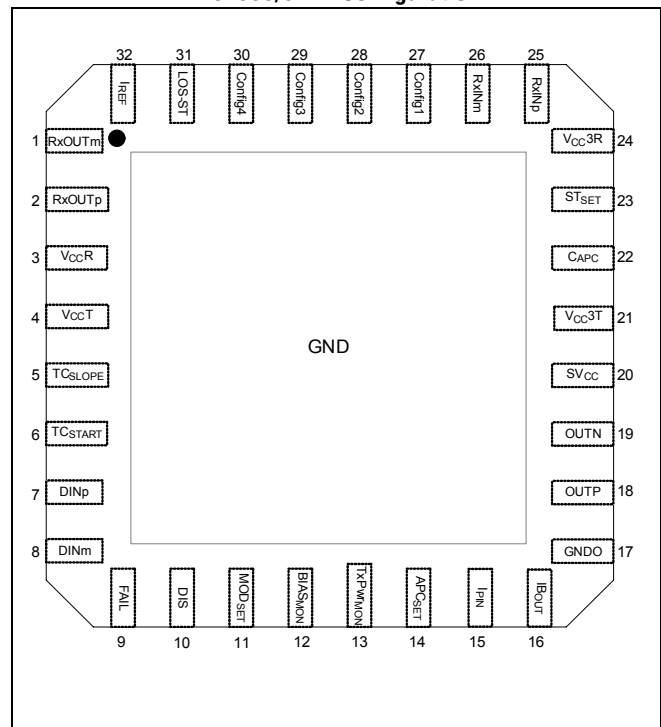 32 31 30 29 28 27 26 25
IREF
LOS-ST
Config4
Config3
Config2
Config1
RxINm
RxINp
1 RxOUTm
2 RxOUTp
3 VCCR
4 VCCT
5 TCSLOPE
6 TCSTART
7 DINp
8 DINm
GND
VCC3R 24
STSET 23
CAPC 22
VCC3T 21
SVCC 20
OUTN 19
OUTP 18
GNDO 17
FAIL
DIS
MODSET
BIASMON
TxPwrMON
APCSET
IPIN
IBOUT
9 10 11 12 13 14 15 16